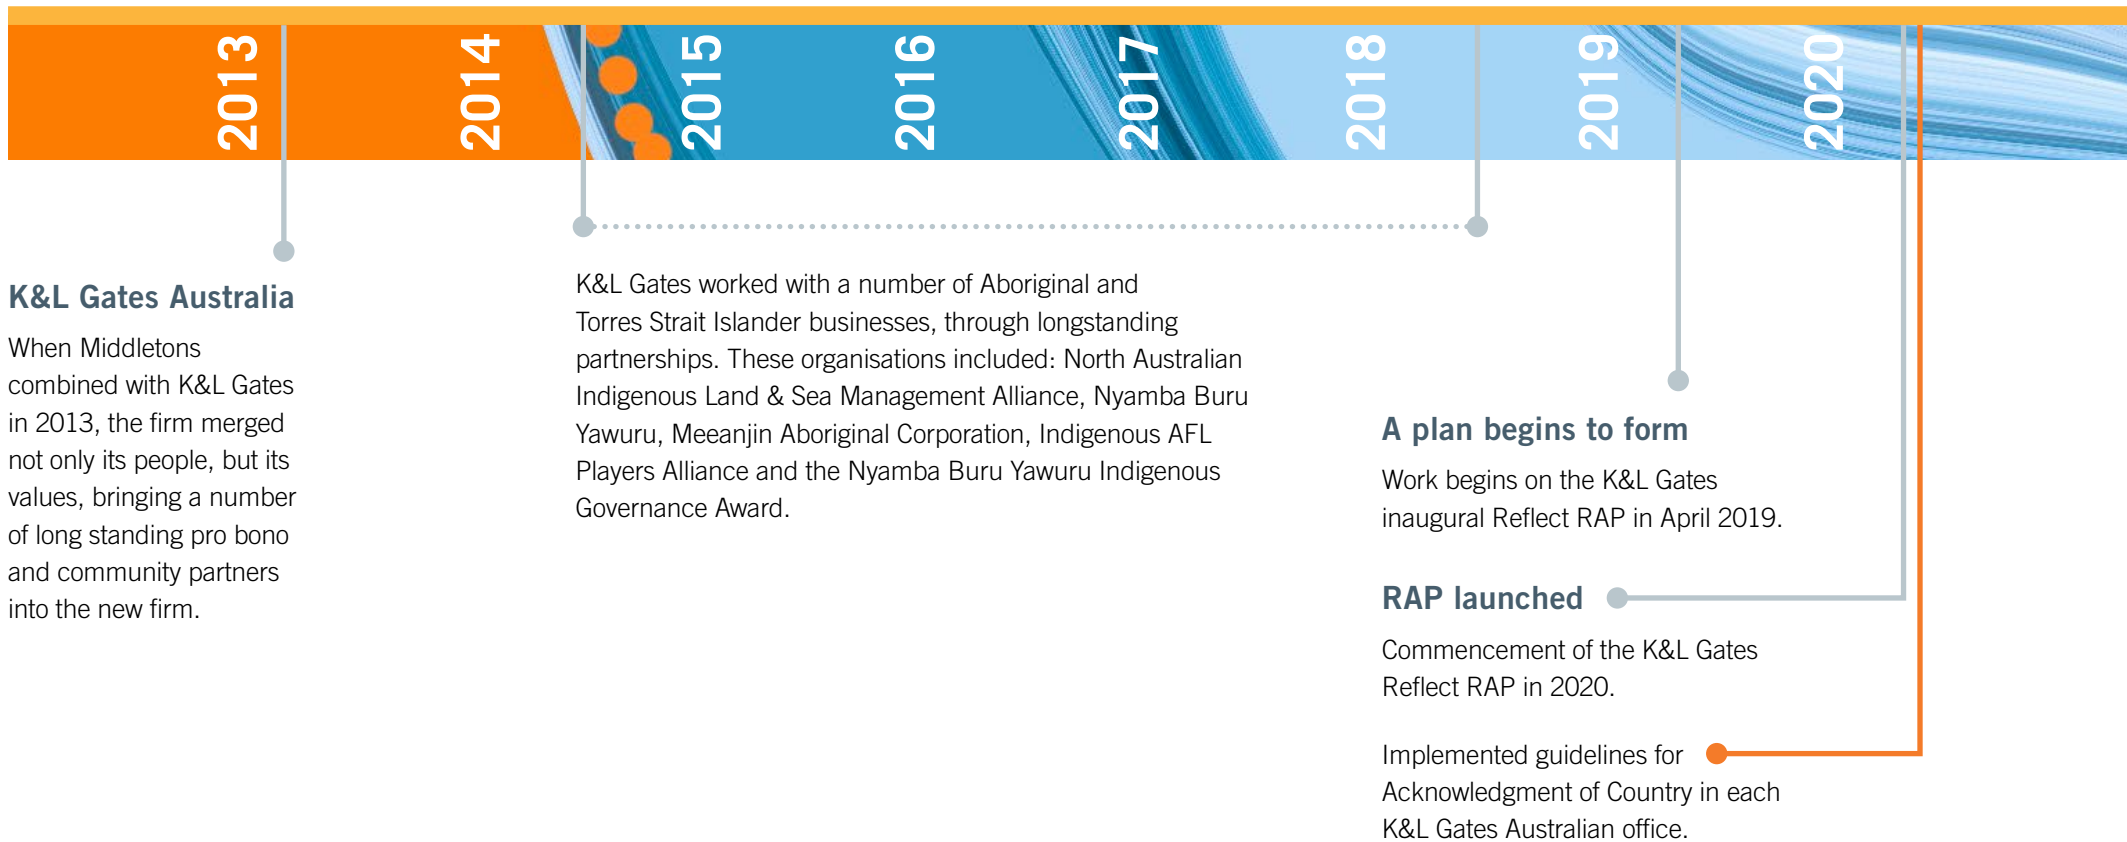 2013
2014
2015
2016
2017
2018
2019
2020
K&L Gates Australia
When Middletons
combined with K&L Gates
in 2013, the firm merged
not only its people, but its
values, bringing a number
of long standing pro bono
and community partners
into the new firm.
K&L Gates worked with a number of Aboriginal and
Torres Strait Islander businesses, through longstanding
partnerships. These organisations included: North Australian
Indigenous Land & Sea Management Alliance, Nyamba Buru
Yawuru, Meeanjin Aboriginal Corporation, Indigenous AFL
Players Alliance and the Nyamba Buru Yawuru Indigenous
Governance Award.
A plan begins to form
Work begins on the K&L Gates
inaugural Reflect RAP in April 2019.
RAP launched
Commencement of the K&L Gates
Reflect RAP in 2020.
Implemented guidelines for
Acknowledgment of Country in each
K&L Gates Australian office.